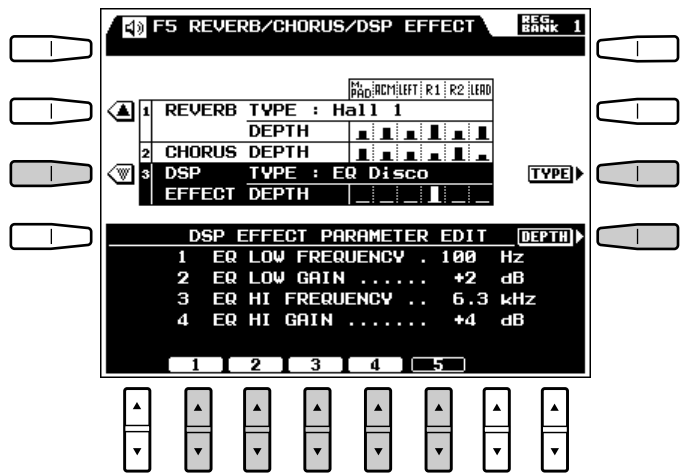 F5 REVERB/CHORUS/DSP EFFECT REG. BANK 1
M. PAD ACM LEFT R1 R2 LEAD
1 REVERB TYPE : Hall 1
DEPTH
2 CHORUS DEPTH
3 DSP TYPE : EQ Disco TYPE
EFFECT DEPTH
DSP EFFECT PARAMETER EDIT DEPTH
1 EQ LOW FREQUENCY . 100 Hz
2 EQ LOW GAIN ...... +2 dB
3 EQ HI FREQUENCY .. 6.3 kHz
4 EQ HI GAIN ....... +4 dB
1 2 3 4 5